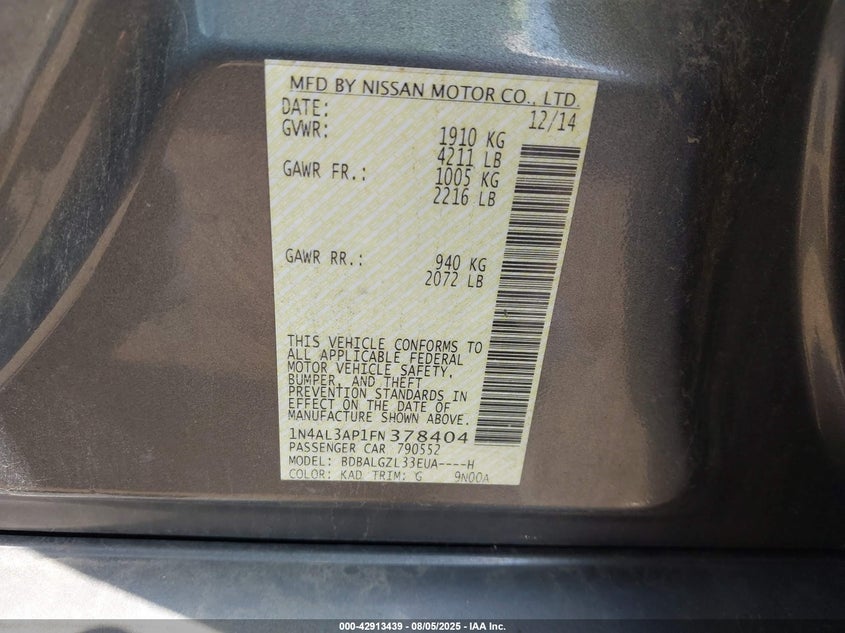 MFD BY NISSAN MOTOR CO., LTD.
DATE: 12/14
GVWR: 1910 KG
4211 LB
GAWR FR.: 1005 KG
2216 LB
GAWR RR.: 940 KG
2072 LB
THIS VEHICLE CONFORMS TO
ALL APPLICABLE FEDERAL
MOTOR VEHICLE SAFETY,
BUMPER, AND THEFT
PREVENTION STANDARDS IN
EFFECT ON THE DATE OF
MANUFACTURE SHOWN ABOVE.
1N4AL3AP1FN378404
PASSENGER CAR 790552
MODEL: BDBALGZL33EUA----H
COLOR: KAD TRIM: G 9N00A
000-42913439 - 08/05/2025 - IAA Inc.